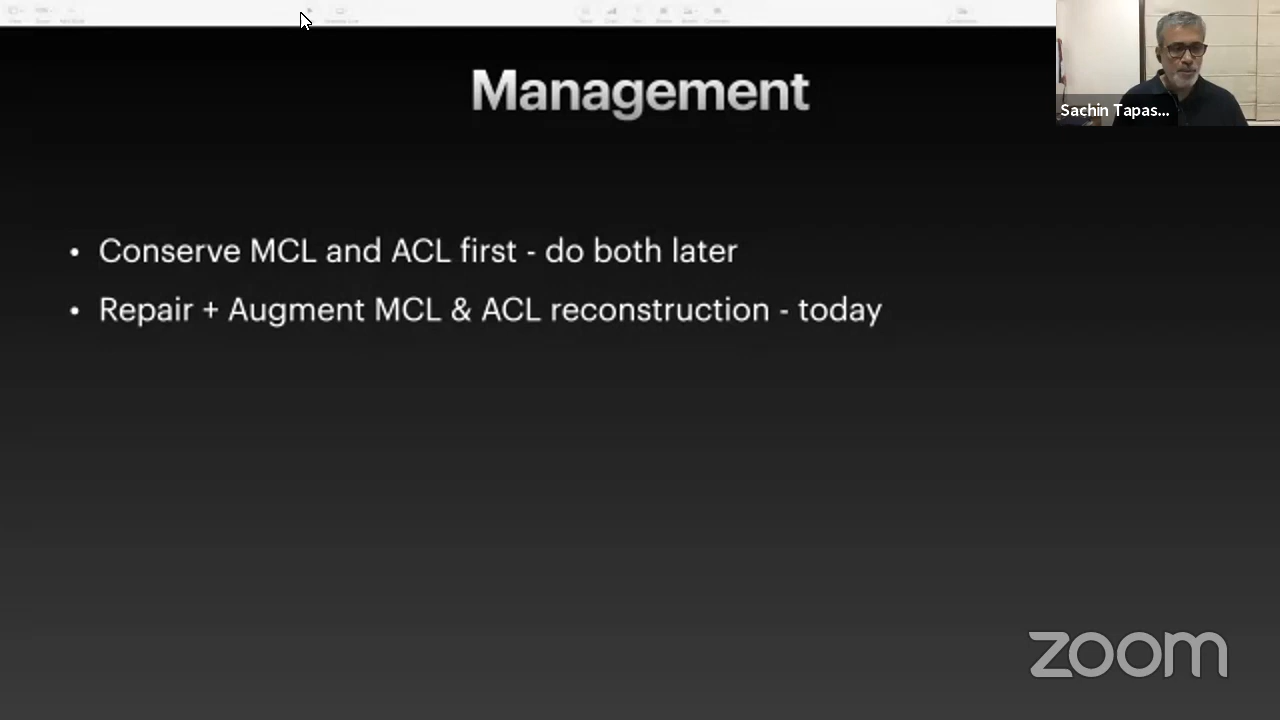 Management
Sachin Tapas...
• Conserve MCL and ACL first - do both later
• Repair + Augment MCL & ACL reconstruction - today
zoom